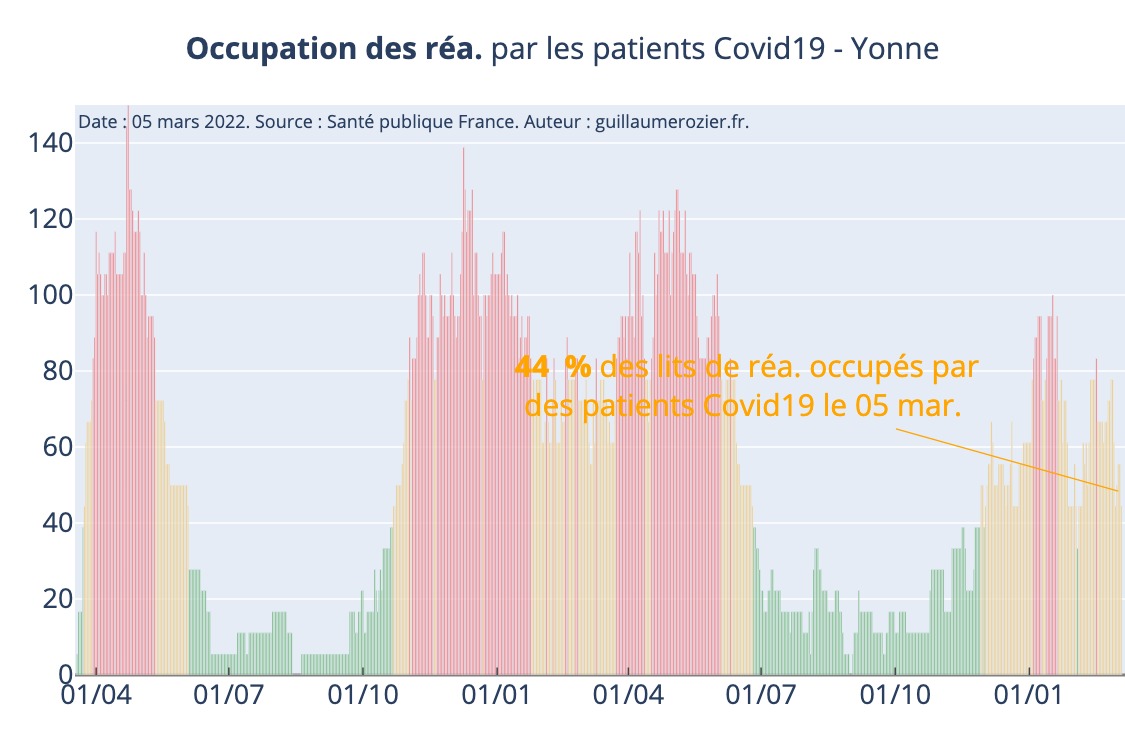 Occupation des réa. par les patients Covid19 - Yonne
Date : 05 mars 2022. Source : Santé publique France. Auteur : guillaumerozier.fr.
140
120
100
80
44 % des lits de réa. occupés par
des patients Covid19 le 05 mar.
60
40
20
0
01/04 01/07 01/10 01/01 01/04 01/07 01/10 01/01